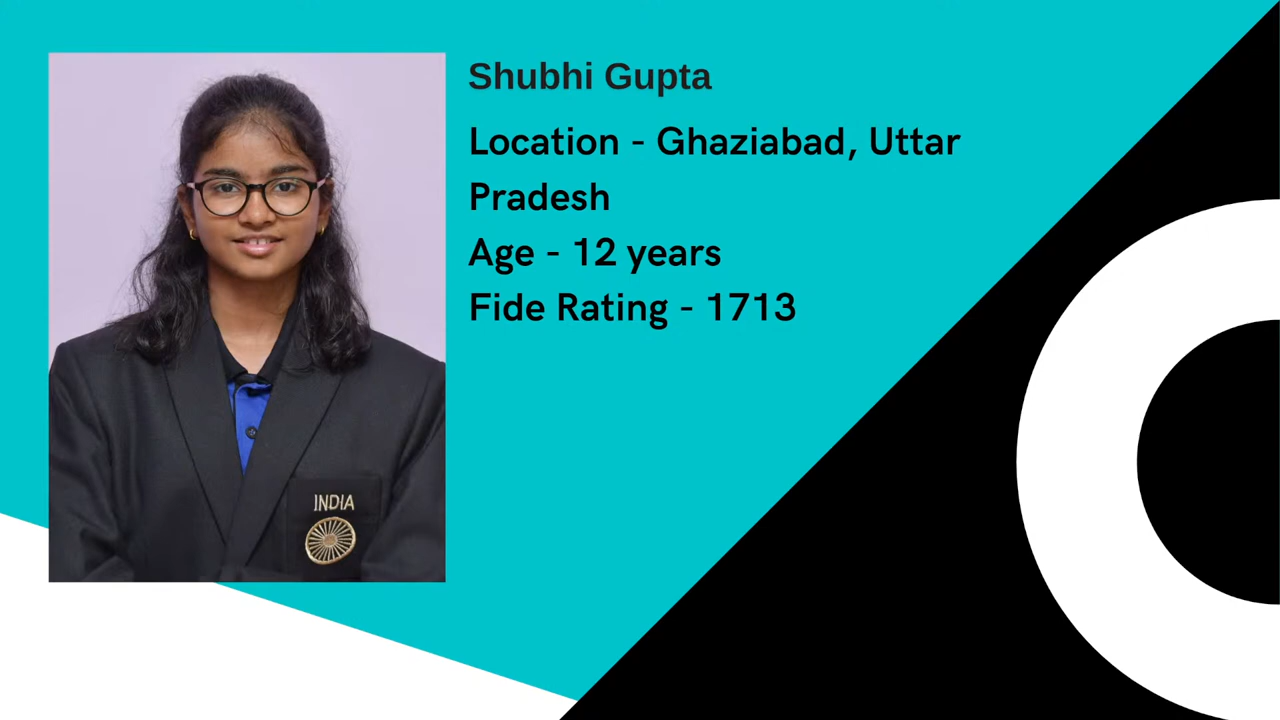 Shubhi Gupta
Location - Ghaziabad, Uttar
Pradesh
Age - 12 years
Fide Rating - 1713
INDIA